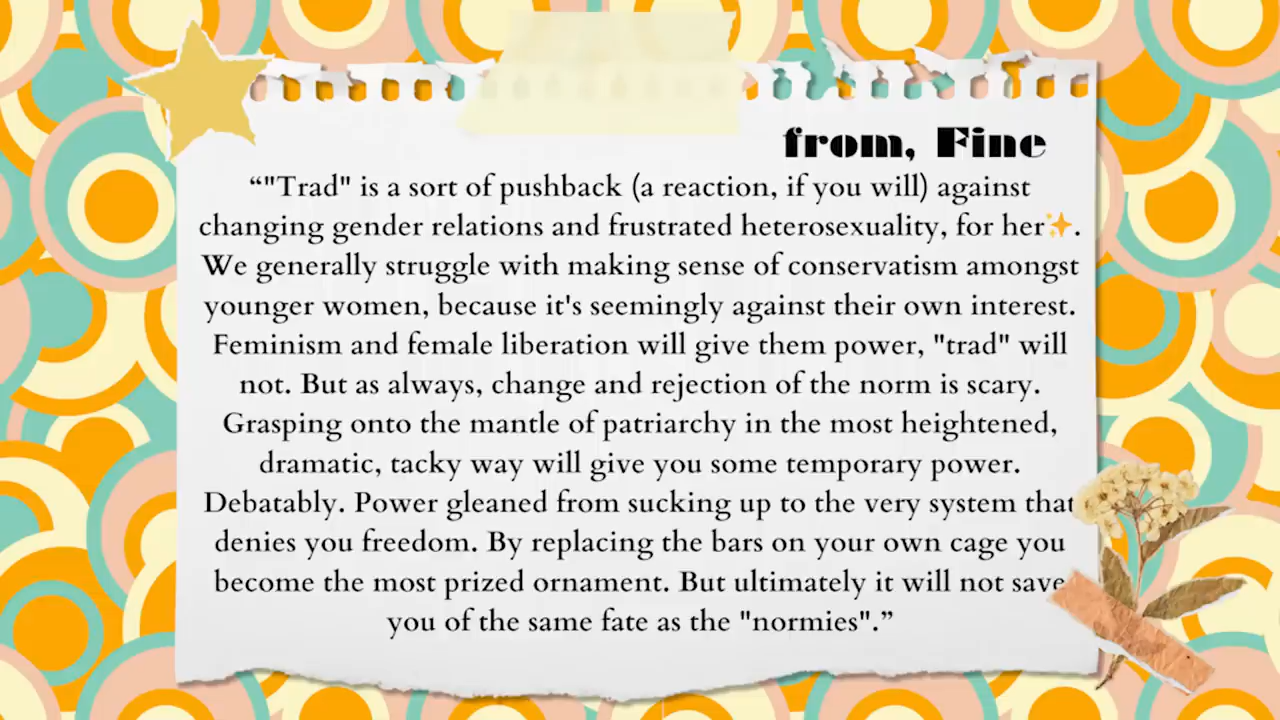 from, Fine
“"Trad" is a sort of pushback (a reaction, if you will) against
changing gender relations and frustrated heterosexuality, for her✨.
We generally struggle with making sense of conservatism amongst
younger women, because it's seemingly against their own interest.
Feminism and female liberation will give them power, "trad" will
not. But as always, change and rejection of the norm is scary.
Grasping onto the mantle of patriarchy in the most heightened,
dramatic, tacky way will give you some temporary power.
Debatably. Power gleaned from sucking up to the very system that
denies you freedom. By replacing the bars on your own cage you
become the most prized ornament. But ultimately it will not save
you of the same fate as the "normies".”